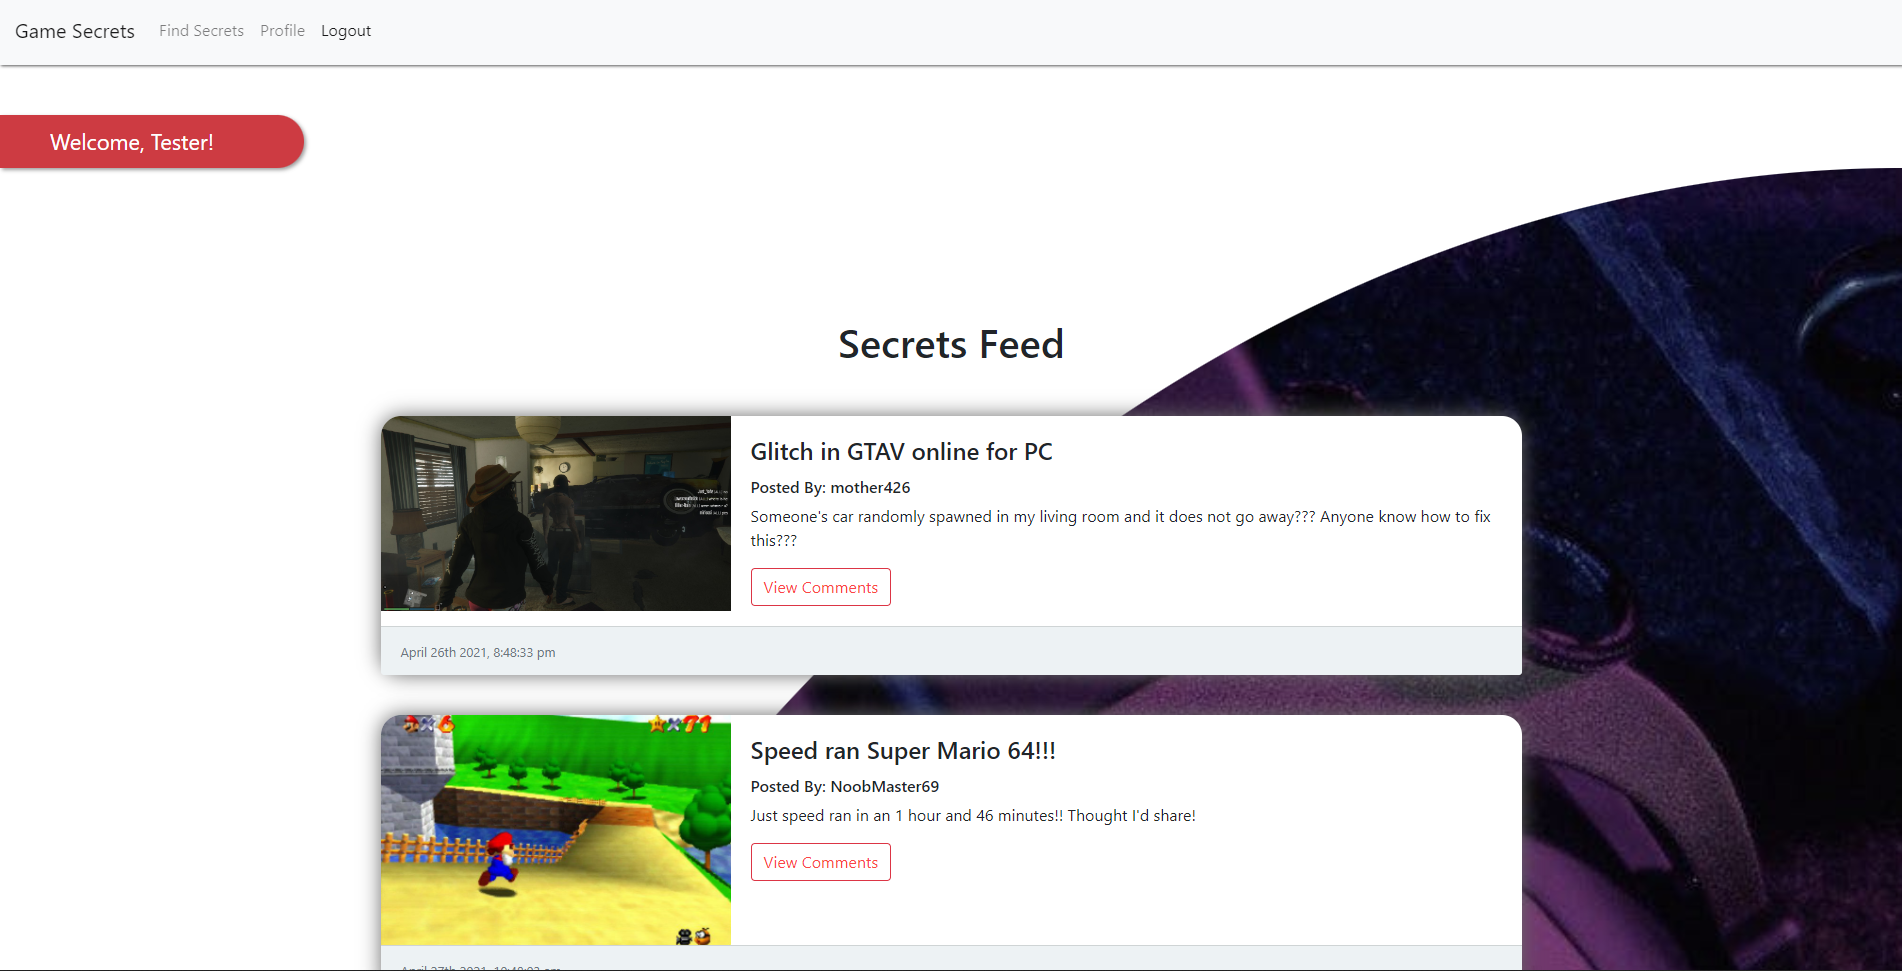 Game Secrets Find Secrets Profile Logout
Welcome, Tester!
Secrets Feed
Glitch in GTAV online for PC
Posted By: mother426
Someone's car randomly spawned in my living room and it does not go away??? Anyone know how to fix
this???
View Comments
April 26th 2021, 8:48:33 pm
×6 ×71
Speed ran Super Mario 64!!!
Posted By: NoobMaster69
Just speed ran in an 1 hour and 46 minutes!! Thought I'd share!
View Comments